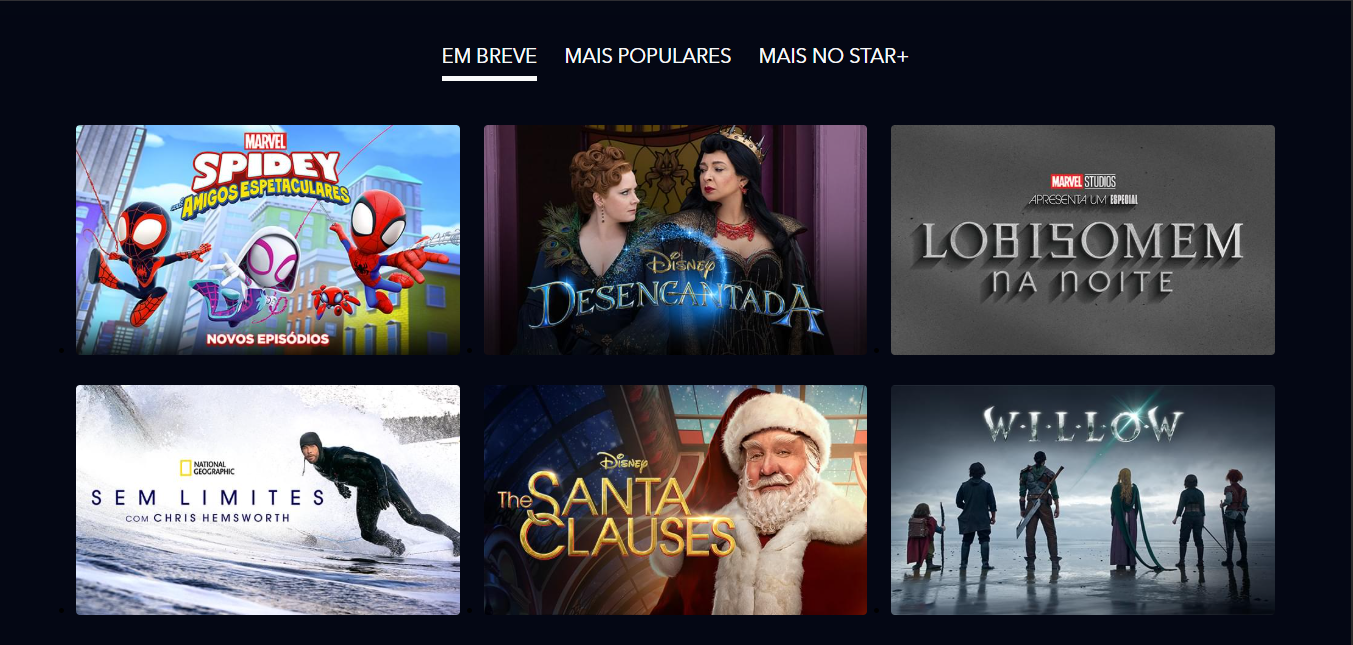 EM BREVE MAIS POPULARES MAIS NO STAR+
MARVEL
SPIDEY
AMIGOS ESPETACULARES
NOVOS EPISÓDIOS
DISNEY
DESENCANTADA
MARVEL STUDIOS
APRESENTA UM ESPECIAL
LOBISOMEM
NA NOITE
NATIONAL
GEOGRAPHIC
SEM LIMITES
COM CHRIS HEMSWORTH
DISNEY
The SANTA
CLAUSES
WILLOW